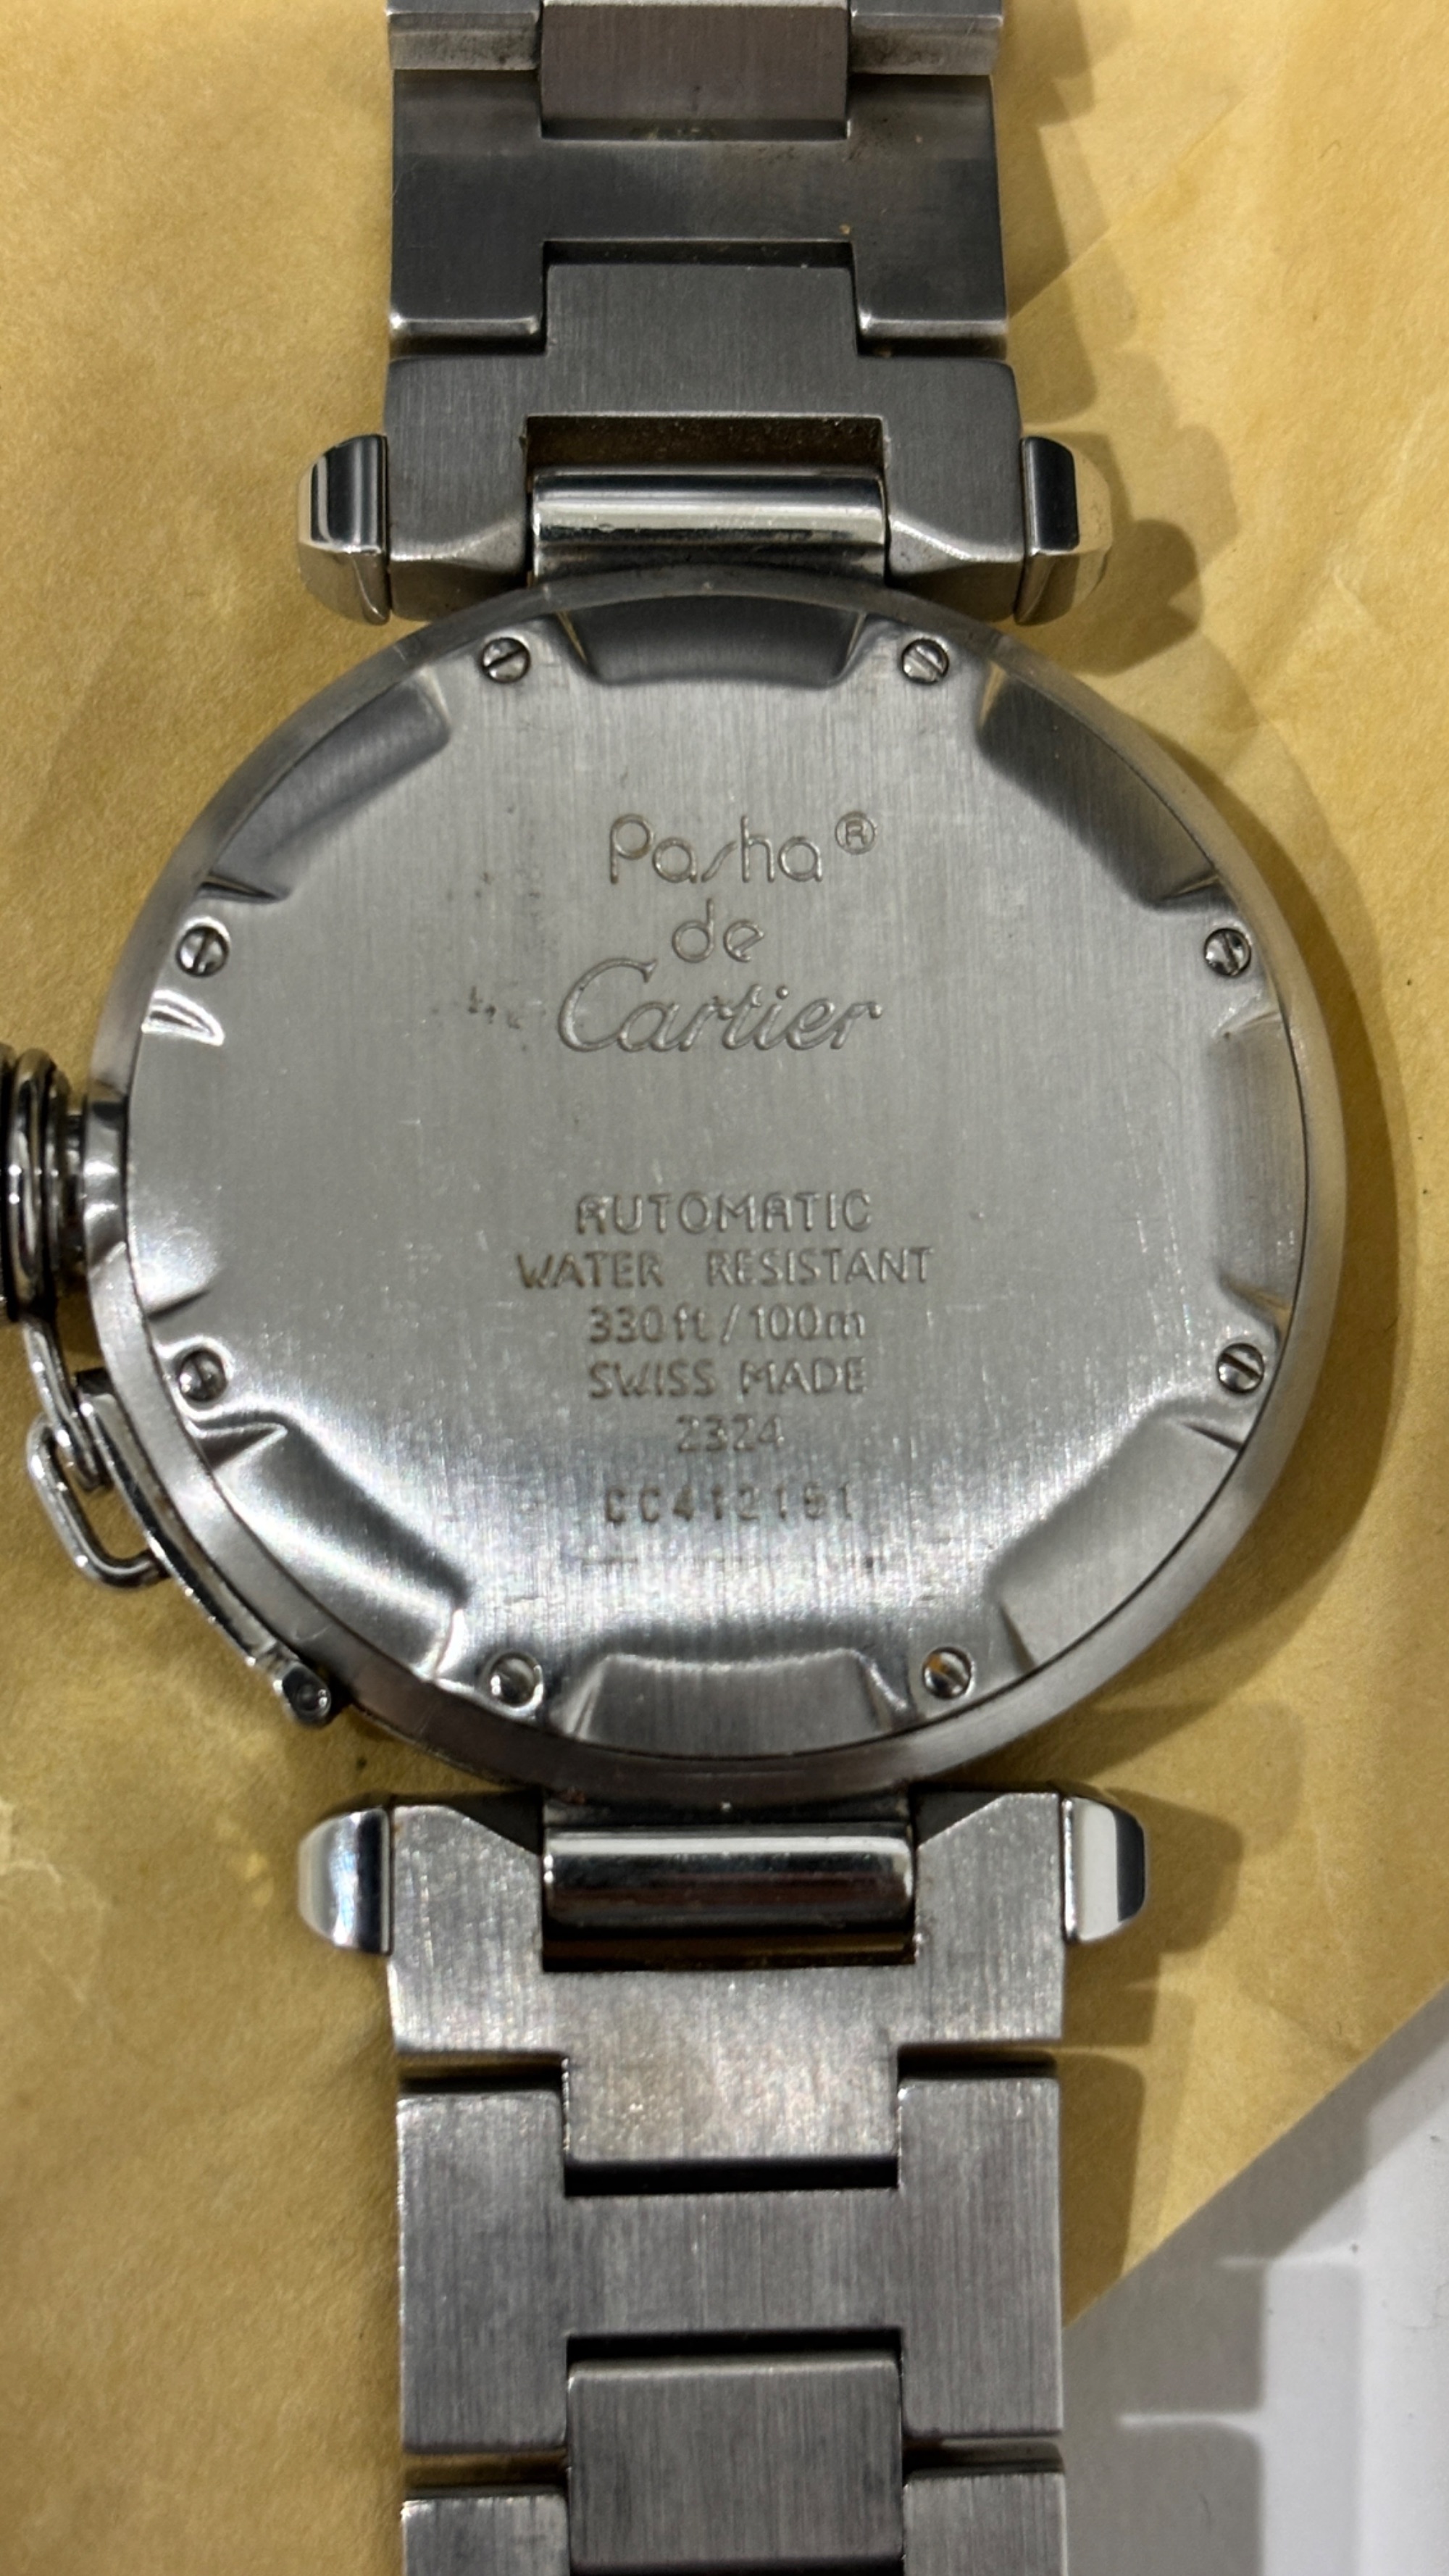 Pasha®
de
Cartier
AUTOMATIC
WATER RESISTANT
330ft/100m
SWISS MADE
2324
CC412161